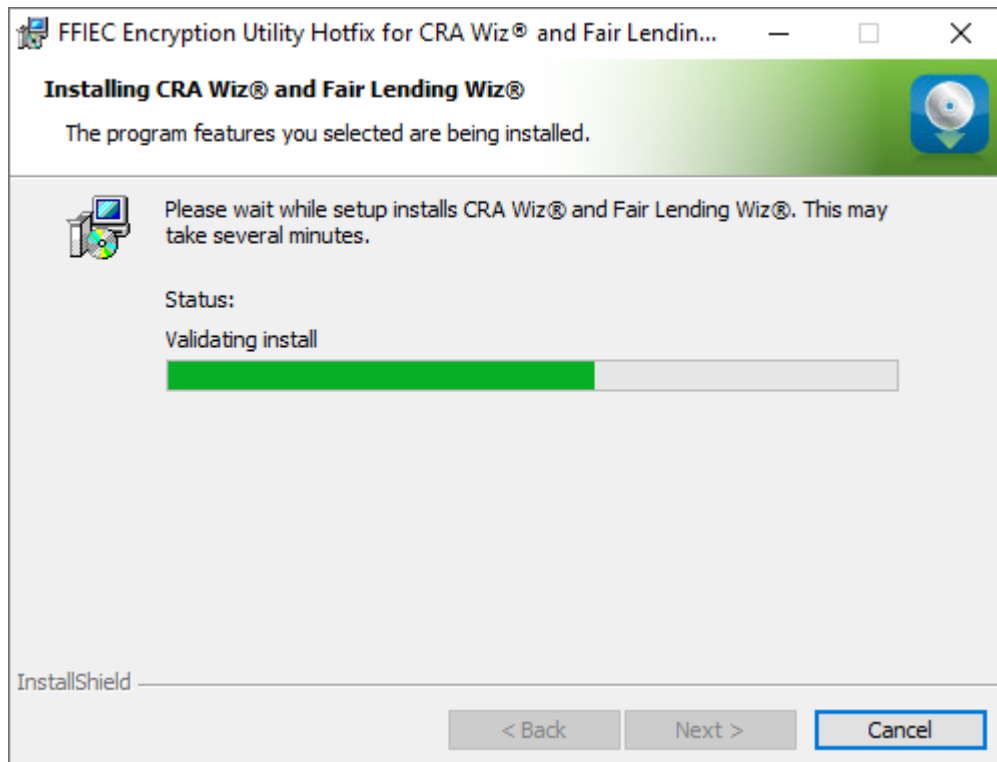 FFIEC Encryption Utility Hotfix for CRA Wiz® and Fair Lendin...
Installing CRA Wiz® and Fair Lending Wiz®
The program features you selected are being installed.
Please wait while setup installs CRA Wiz® and Fair Lending Wiz®. This may
take several minutes.
Status:
Validating install
InstallShield
< Back
Next >
Cancel